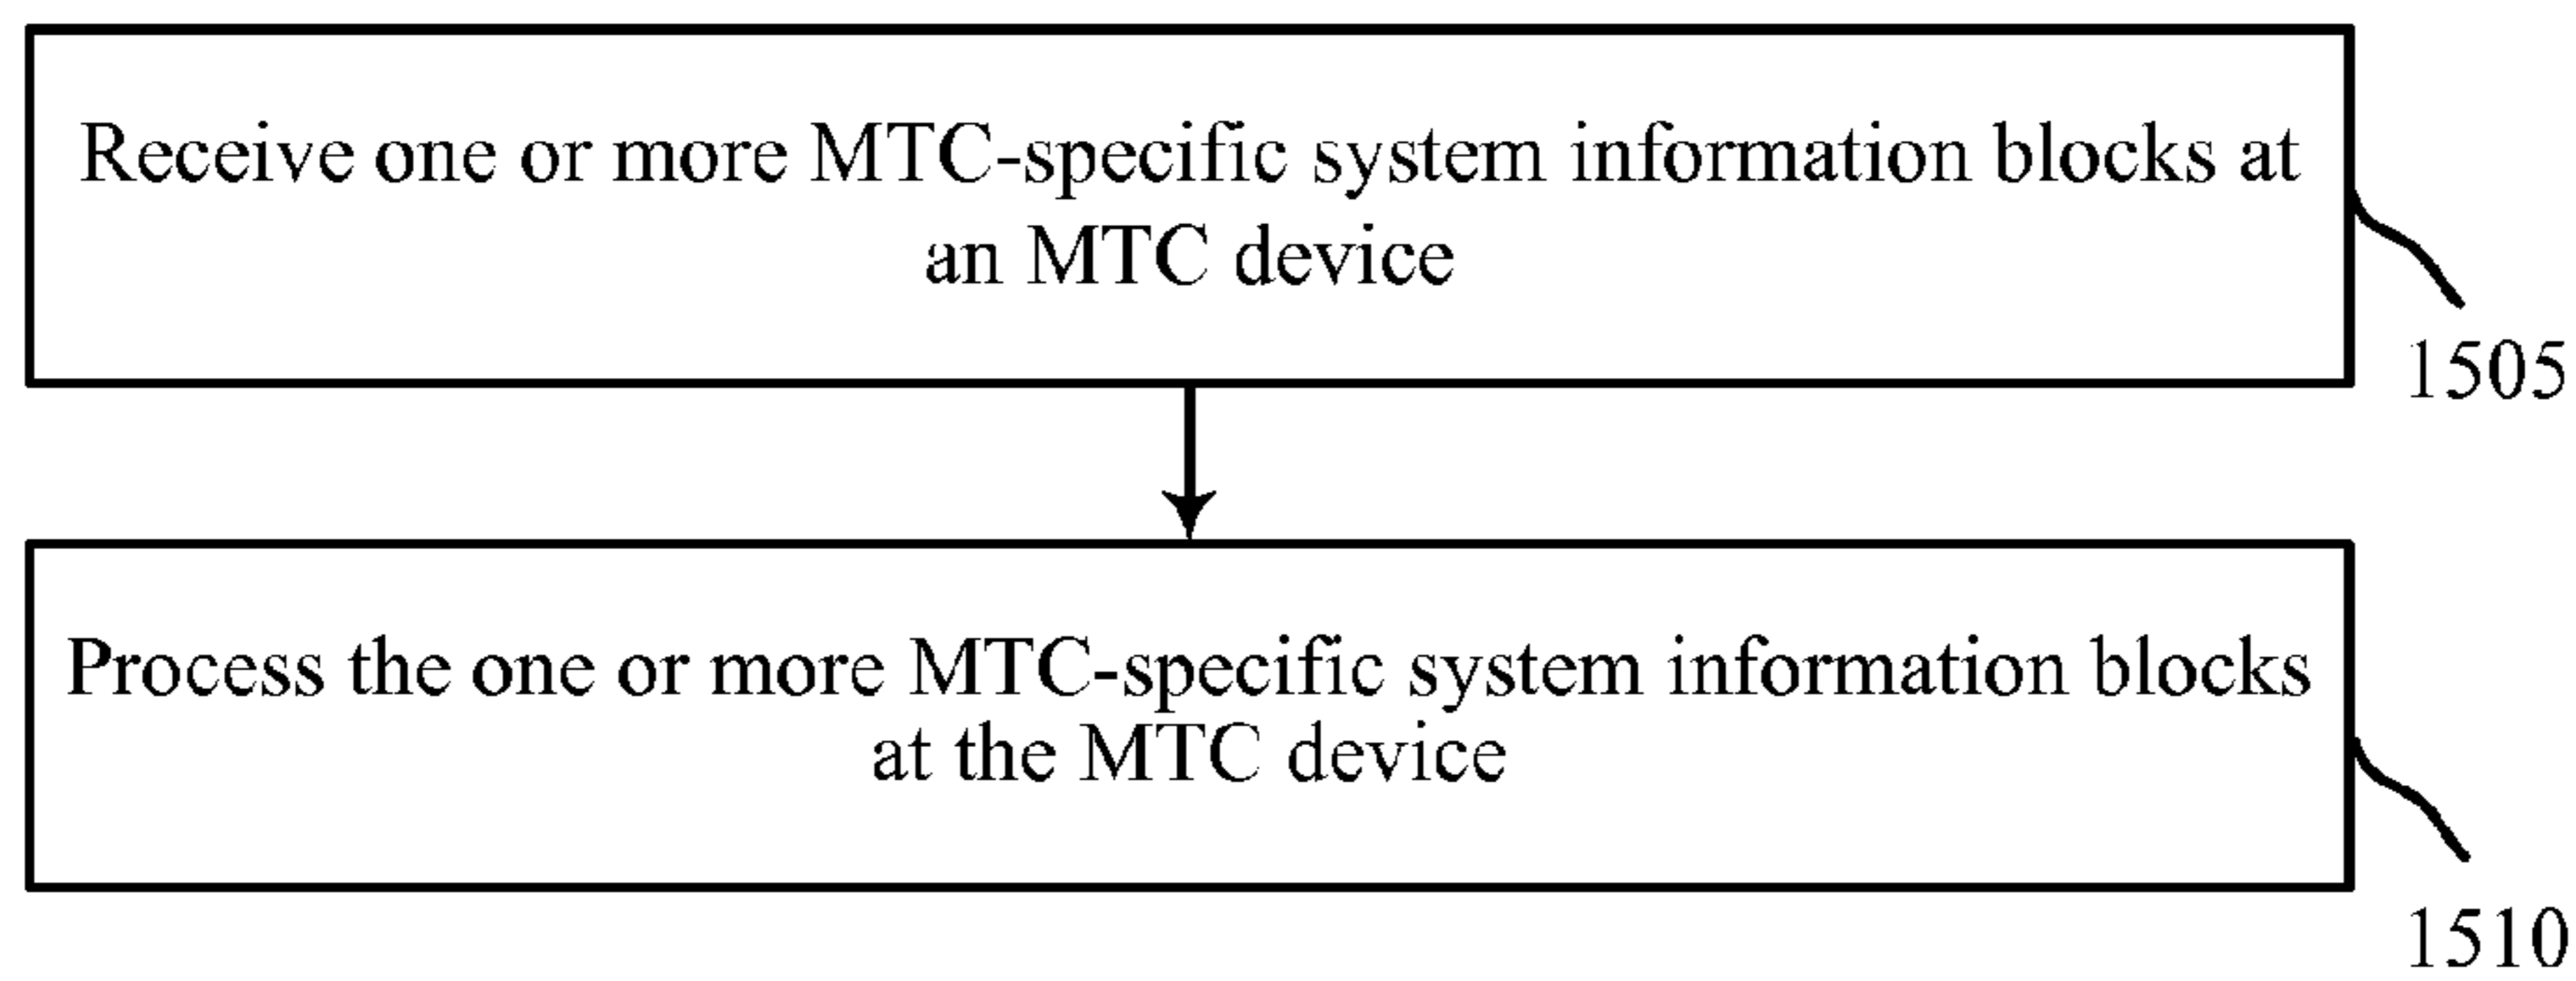 Receive one or more MTC-specific system information blocks at
an MTC device
1505
Process the one or more MTC-specific system information blocks
at the MTC device
1510